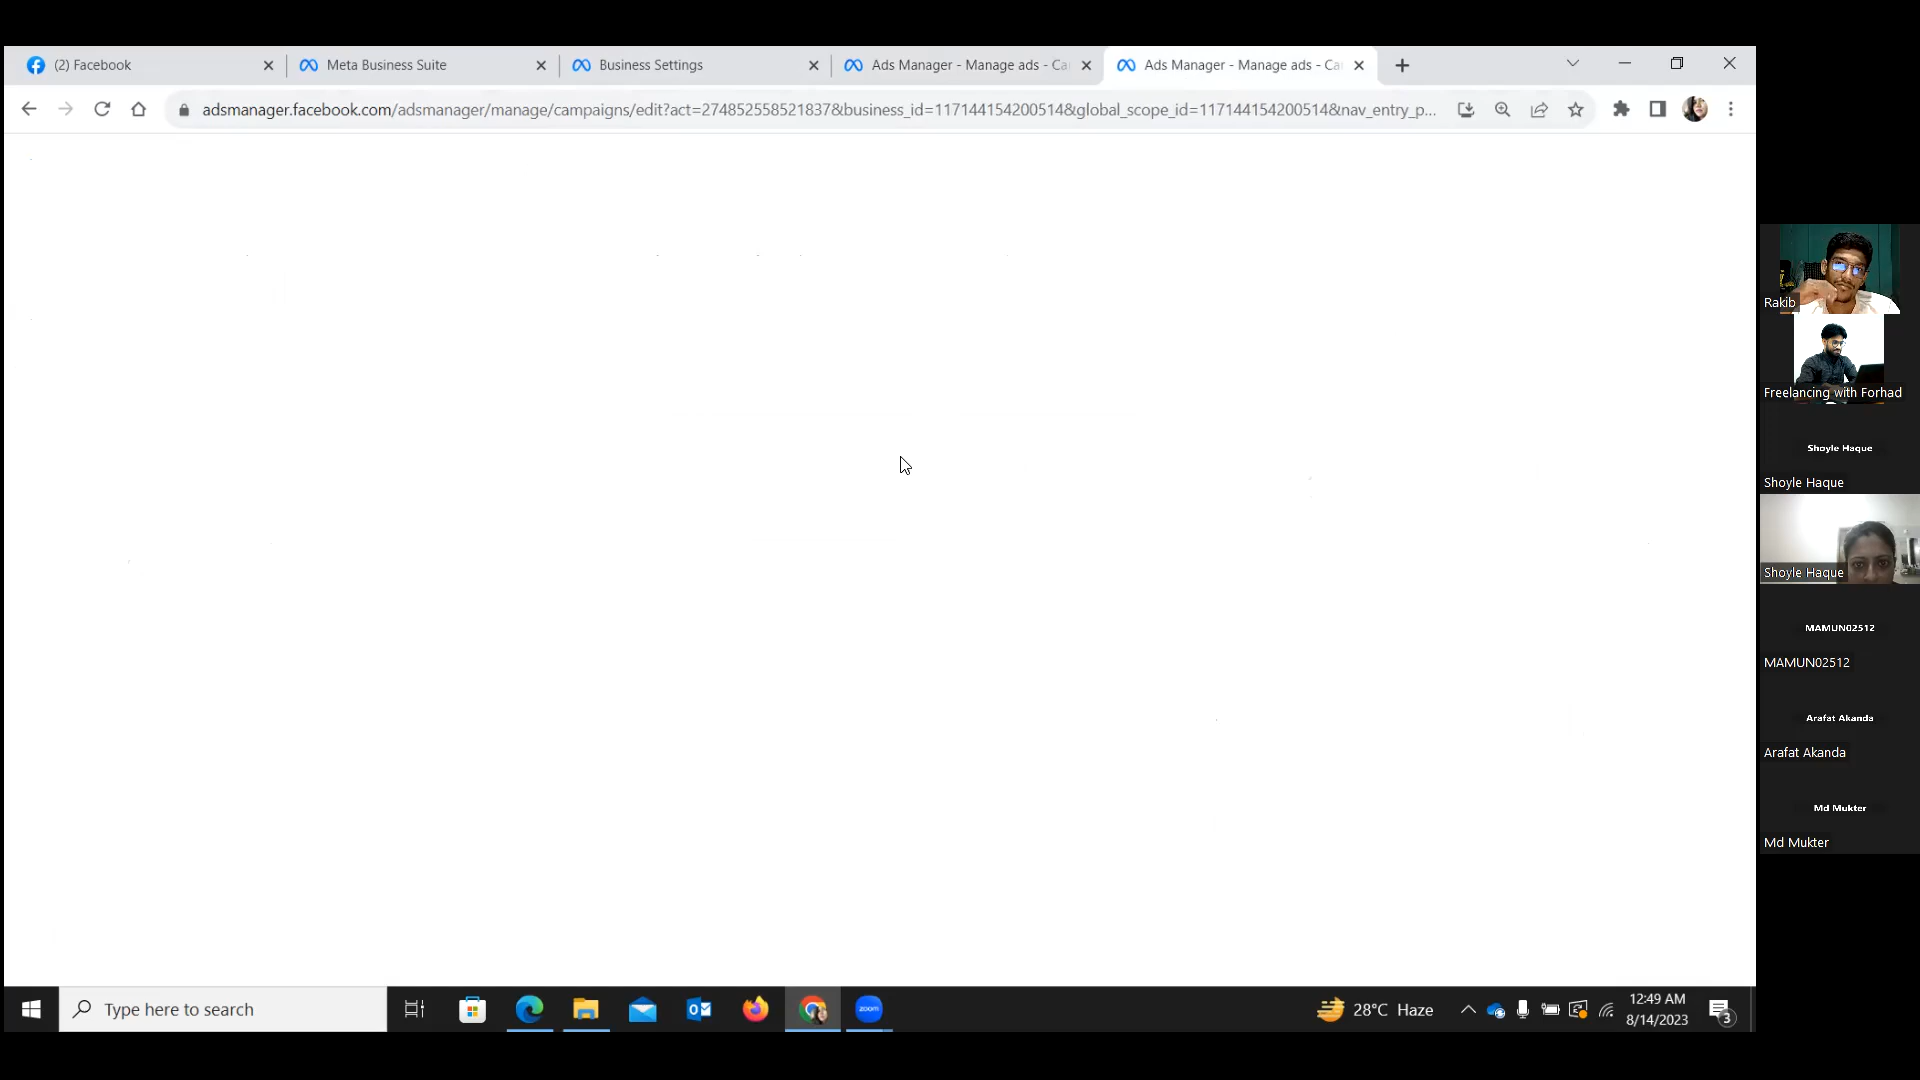 (2) Facebook
Meta Business Suite
Business Settings
Ads Manager - Manage ads - Ca
Ads Manager - Manage ads - Ca
adsmanager.facebook.com/adsmanager/manage/campaigns/edit?act=274852558521837&business_id=117144154200514&global_scope_id=117144154200514&nav_entry_p...
Rakib
Freelancing with Forhad
Shoyle Haque
Shoyle Haque
Shoyle Haque
MAMUN02512
MAMUN02512
Arafat Akanda
Arafat Akanda
Md Mukter
Md Mukter
Type here to search
zoom
28°C Haze
12:49 AM
8/14/2023
3